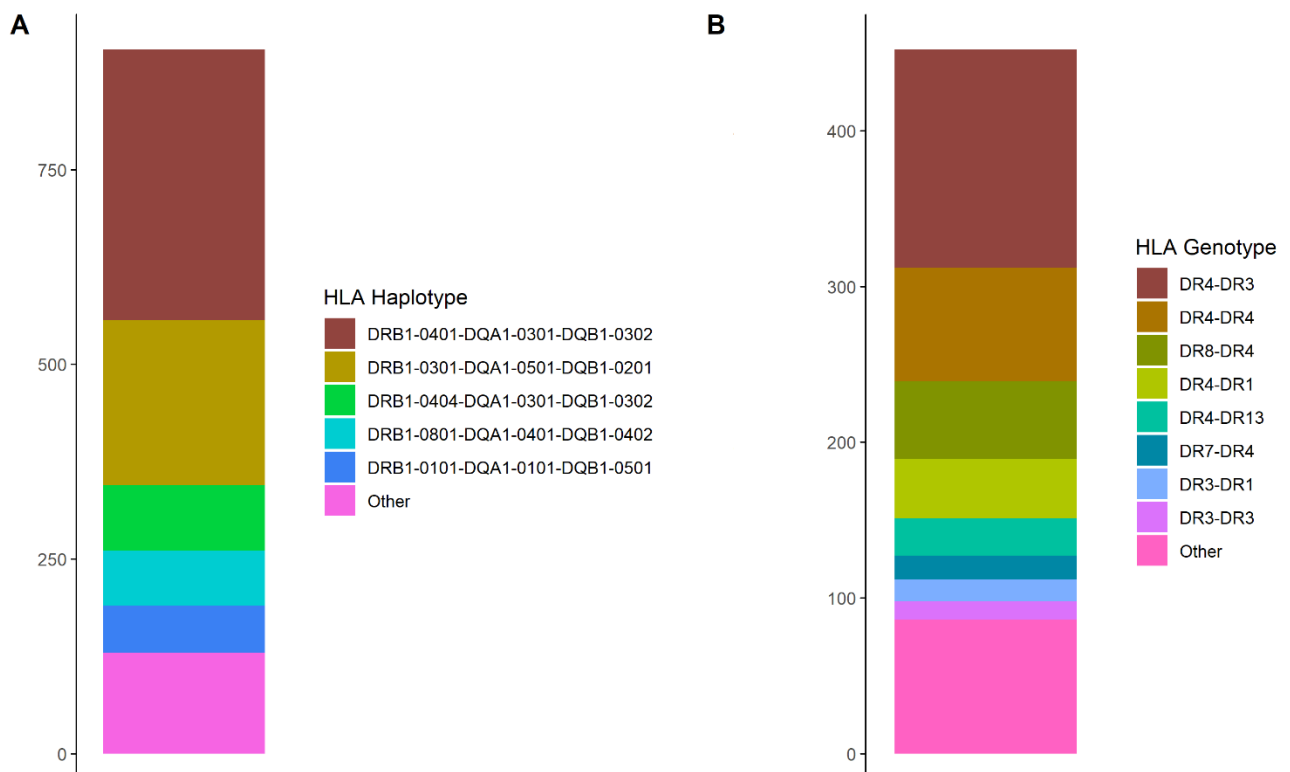 A
750
500
250
0
HLA Haplotype
DRB1-0401-DQA1-0301-DQB1-0302
DRB1-0301-DQA1-0501-DQB1-0201
DRB1-0404-DQA1-0301-DQB1-0302
DRB1-0801-DQA1-0401-DQB1-0402
DRB1-0101-DQA1-0101-DQB1-0501
Other
B
400
300
200
100
0
HLA Genotype
DR4-DR3
DR4-DR4
DR8-DR4
DR4-DR1
DR4-DR13
DR7-DR4
DR3-DR1
DR3-DR3
Other